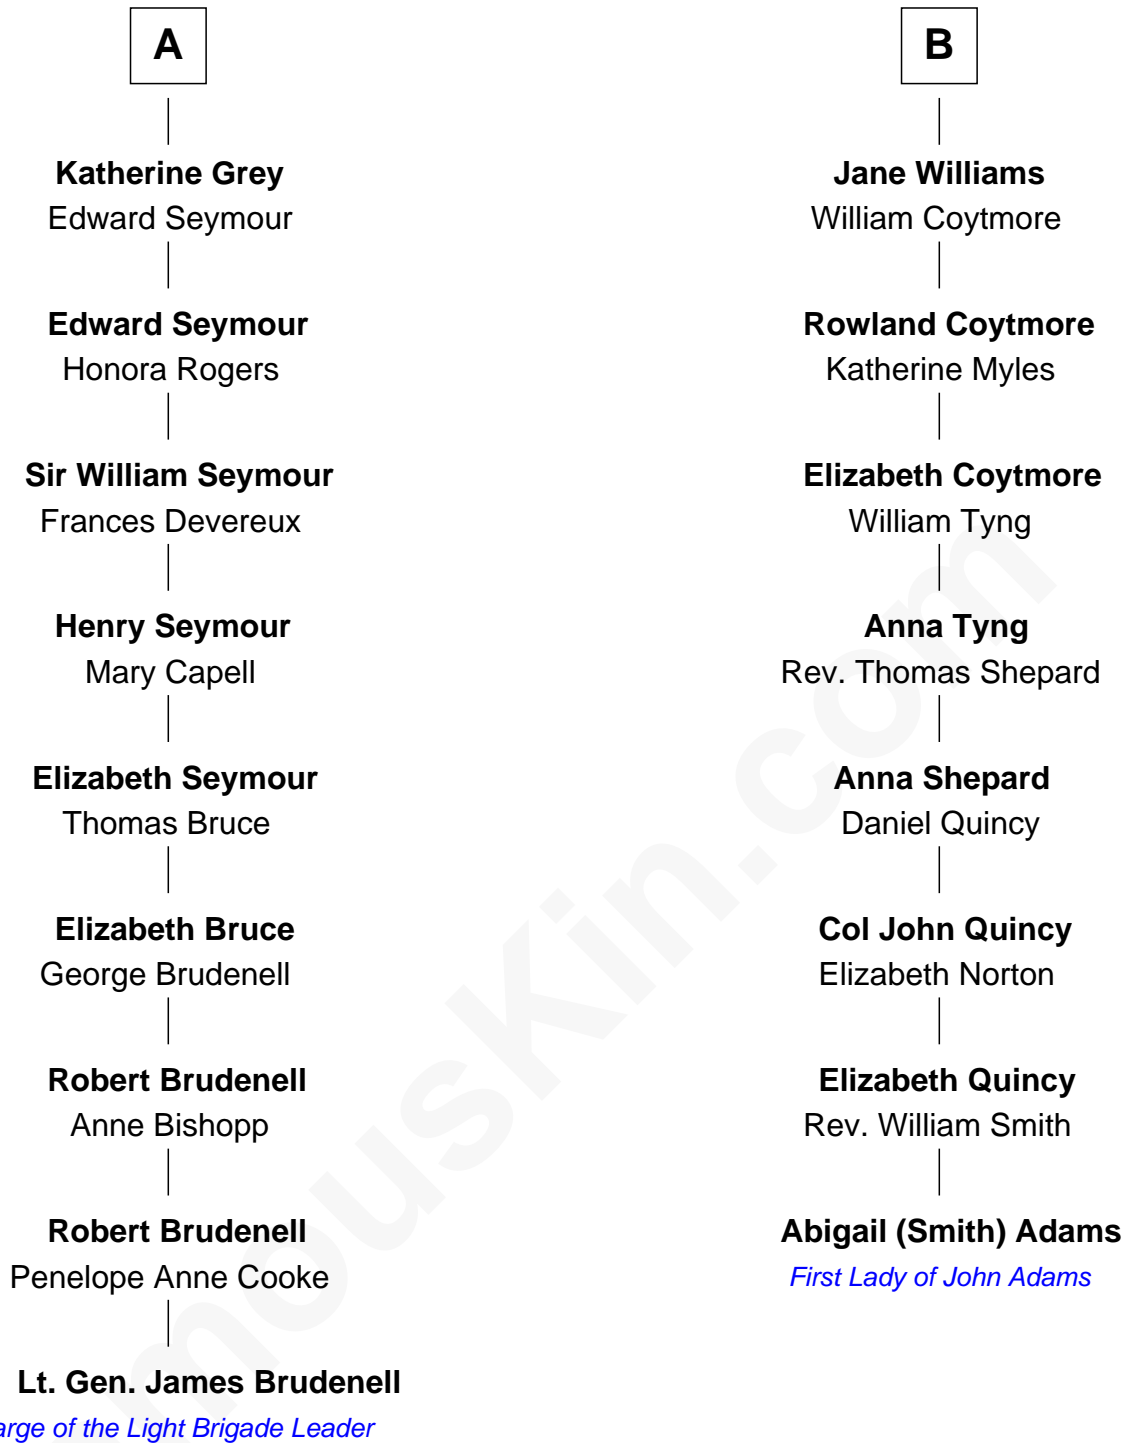 A
Katherine Grey
Edward Seymour
Edward Seymour
Honora Rogers
Sir William Seymour
Frances Devereux
Henry Seymour
Mary Capell
Elizabeth Seymour
Thomas Bruce
Elizabeth Bruce
George Brudenell
Robert Brudenell
Anne Bishopp
Robert Brudenell
Penelope Anne Cooke
Lt. Gen. James Brudenell
arge of the Light Brigade Leader
B
Jane Williams
William Coytmore
Rowland Coytmore
Katherine Myles
Elizabeth Coytmore
William Tyng
Anna Tyng
Rev. Thomas Shepard
Anna Shepard
Daniel Quincy
Col John Quincy
Elizabeth Norton
Elizabeth Quincy
Rev. William Smith
Abigail (Smith) Adams
First Lady of John Adams
mousKin.com